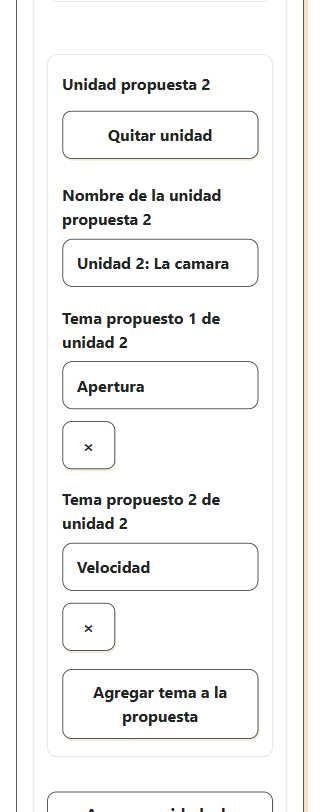 Unidad propuesta 2
Quitar unidad
Nombre de la unidad
propuesta 2
Unidad 2: La camara
Tema propuesto 1 de
unidad 2
Apertura
×
Tema propuesto 2 de
unidad 2
Velocidad
×
Agregar tema a la
propuesta